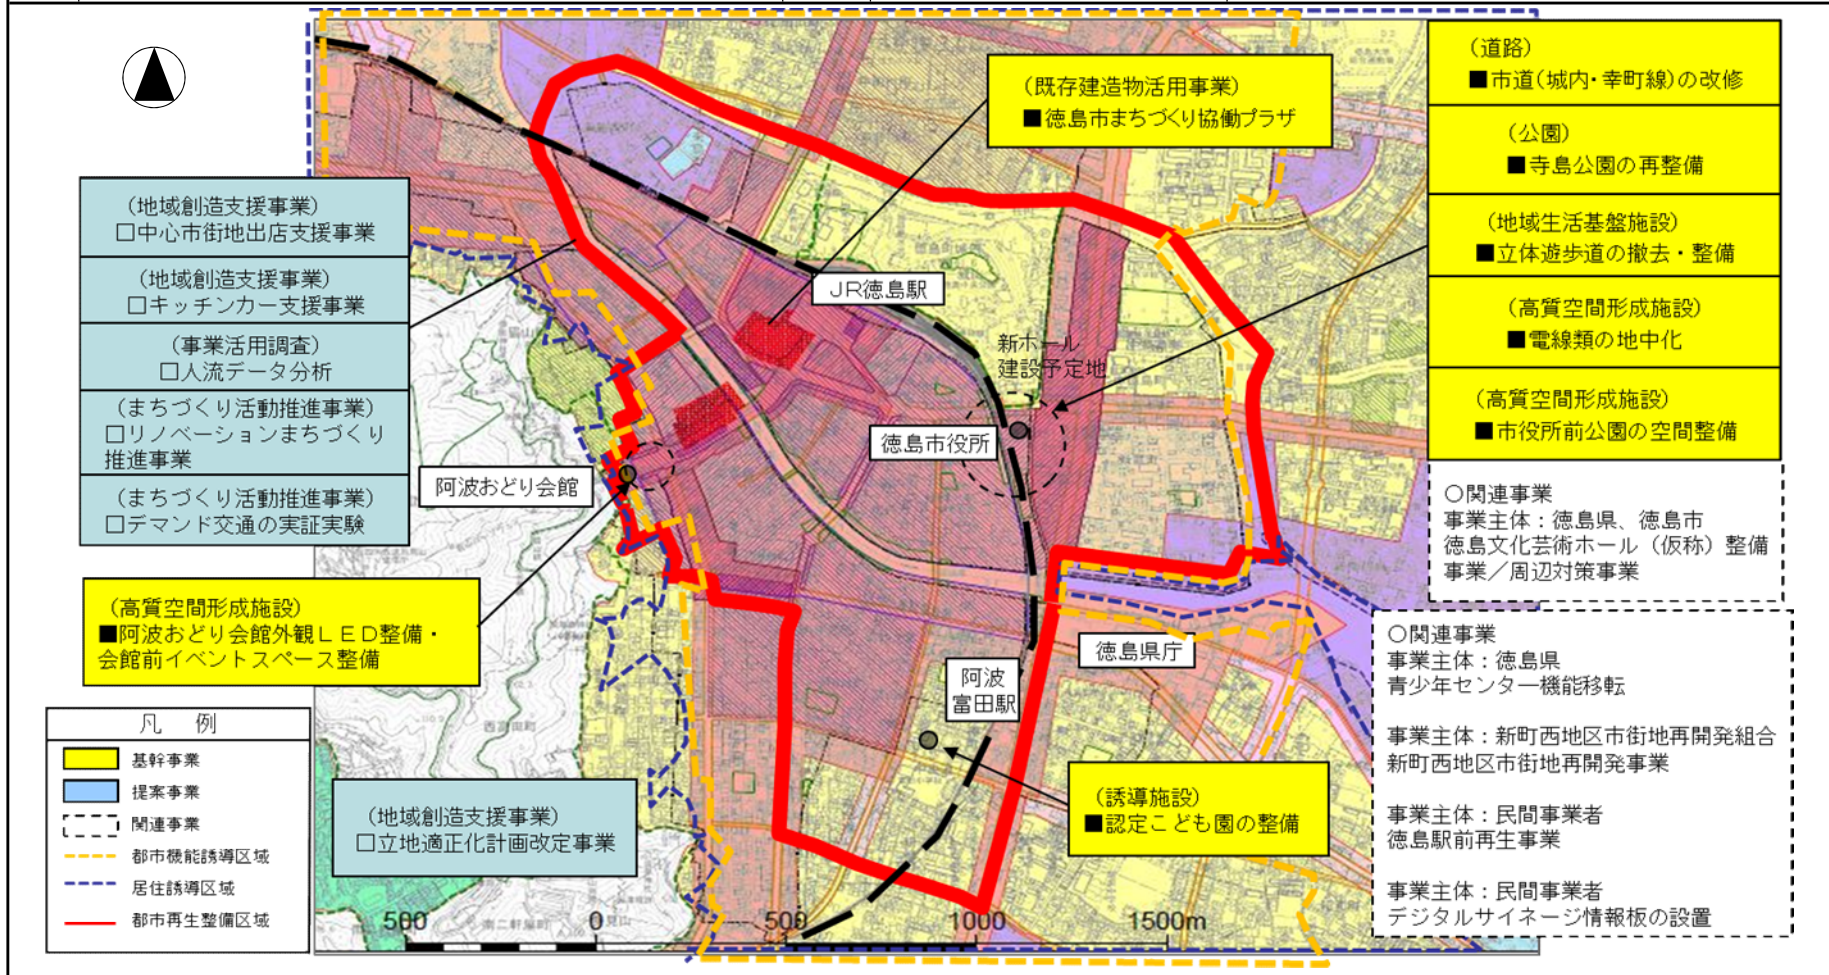 (地域創造支援事業)
□中心市街地出店支援事業
(地域創造支援事業)
□キッチンカー支援事業
(事業活用調査)
□人流データ分析
(まちづくり活動推進事業)
□リノベーションまちづくり
推進事業
(まちづくり活動推進事業)
□デマンド交通の実証実験
(高質空間形成施設)
■阿波おどり会館外観LED整備・
会館前イベントスペース整備
凡 例
基幹事業
提案事業
関連事業
都市機能誘導区域
居住誘導区域
都市再生整備区域
(地域創造支援事業)
□立地適正化計画改定事業
(既存建造物活用事業)
■徳島市まちづくり協働プラザ
JR徳島駅
新ホール
建設予定地
徳島市役所
阿波おどり会館
徳島県庁
阿波
富田駅
(誘導施設)
■認定こども園の整備
500
0
500
1000
1500m
(道路)
■市道(城内・幸町線)の改修
(公園)
■寺島公園の再整備
(地域生活基盤施設)
■立体遊歩道の撤去・整備
(高質空間形成施設)
■電線類の地中化
(高質空間形成施設)
■市役所前公園の空間整備
○関連事業
事業主体:徳島県、徳島市
徳島文化芸術ホール(仮称)整備
事業/周辺対策事業
○関連事業
事業主体:徳島県
青少年センター機能移転
事業主体:新町西地区市街地再開発組合
新町西地区市街地再開発事業
事業主体:民間事業者
徳島駅前再生事業
事業主体:民間事業者
デジタルサイネージ情報板の設置